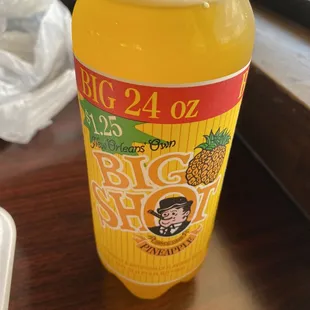 BIG 24 OZ
$1.25
New Orleans' Own
BIG
SHOT
PINEAPPLE